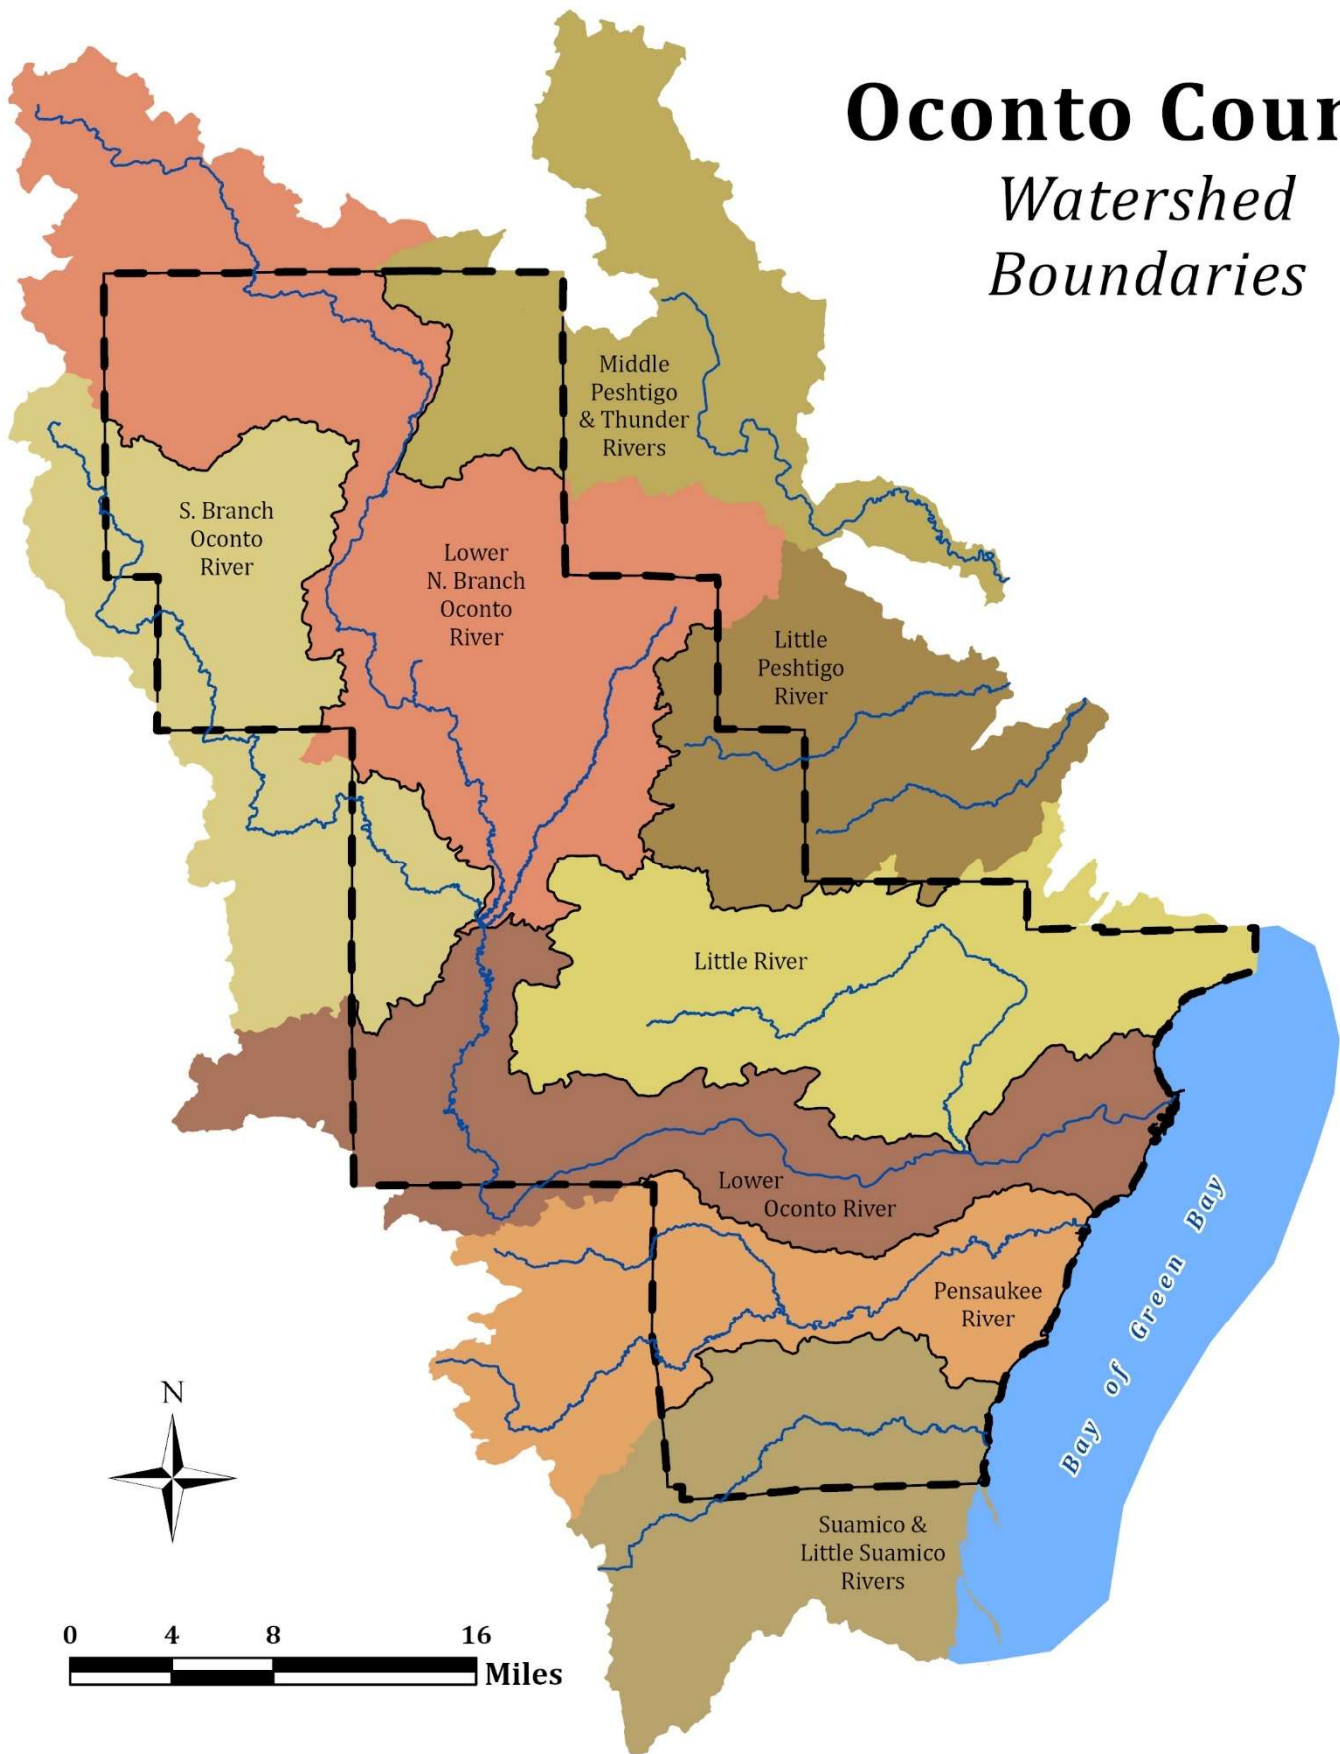 Oconto Coun
Watershed
Boundaries
Middle
Peshtigo
& Thunder
Rivers
S. Branch
Oconto
River
Lower
N. Branch
Oconto
River
Little
Peshtigo
River
Little River
Lower
Oconto River
Pensaukee
River
Bay of Green Bay
N
Suamico &
Little Suamico
Rivers
0 4 8 16
Miles